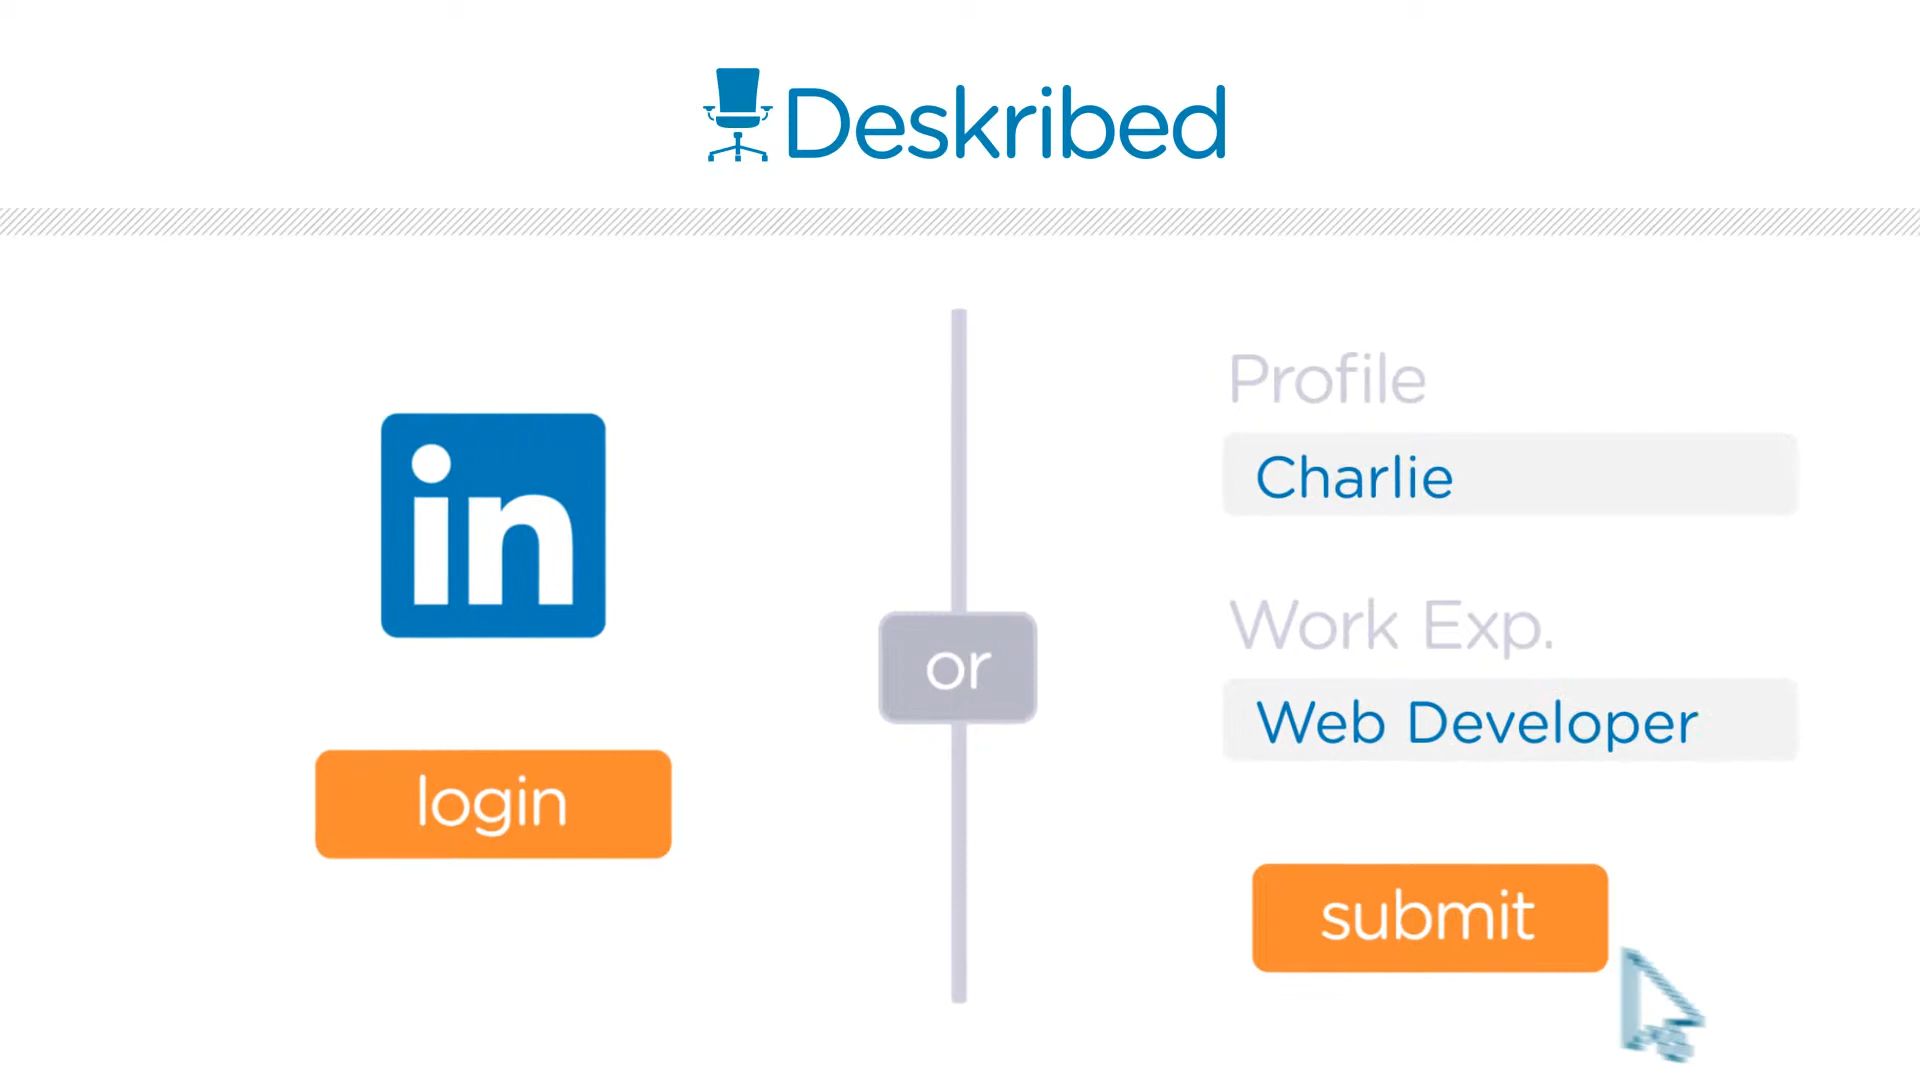 Deskribed
in
login
or
Profile
Charlie
Work Exp.
Web Developer
submit